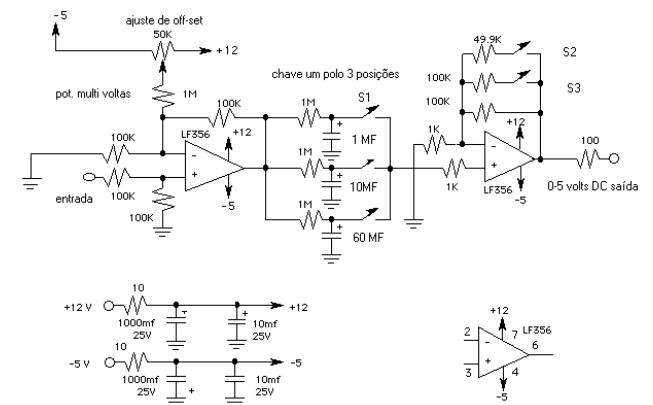 -5
ajuste de off-set
50K
+12
pot. multi voltas
1M
100K
chave um polo 3 posições
1M
S1
1 MF
49.9K
S2
100K
S3
100K
LF356
+12
-5
100K
-
+
entrada
100K
100K
1M
10MF
1M
60 MF
1K
+12
-
+
LF356
-5
1K
100
0-5 volts DC saída
+12 V
10
+12
1000mf
25V
10mf
25V
-5 V
10
-5
1000mf
25V
10mf
25V
+12
LF356
2
7
6
-
+
3
4
-5